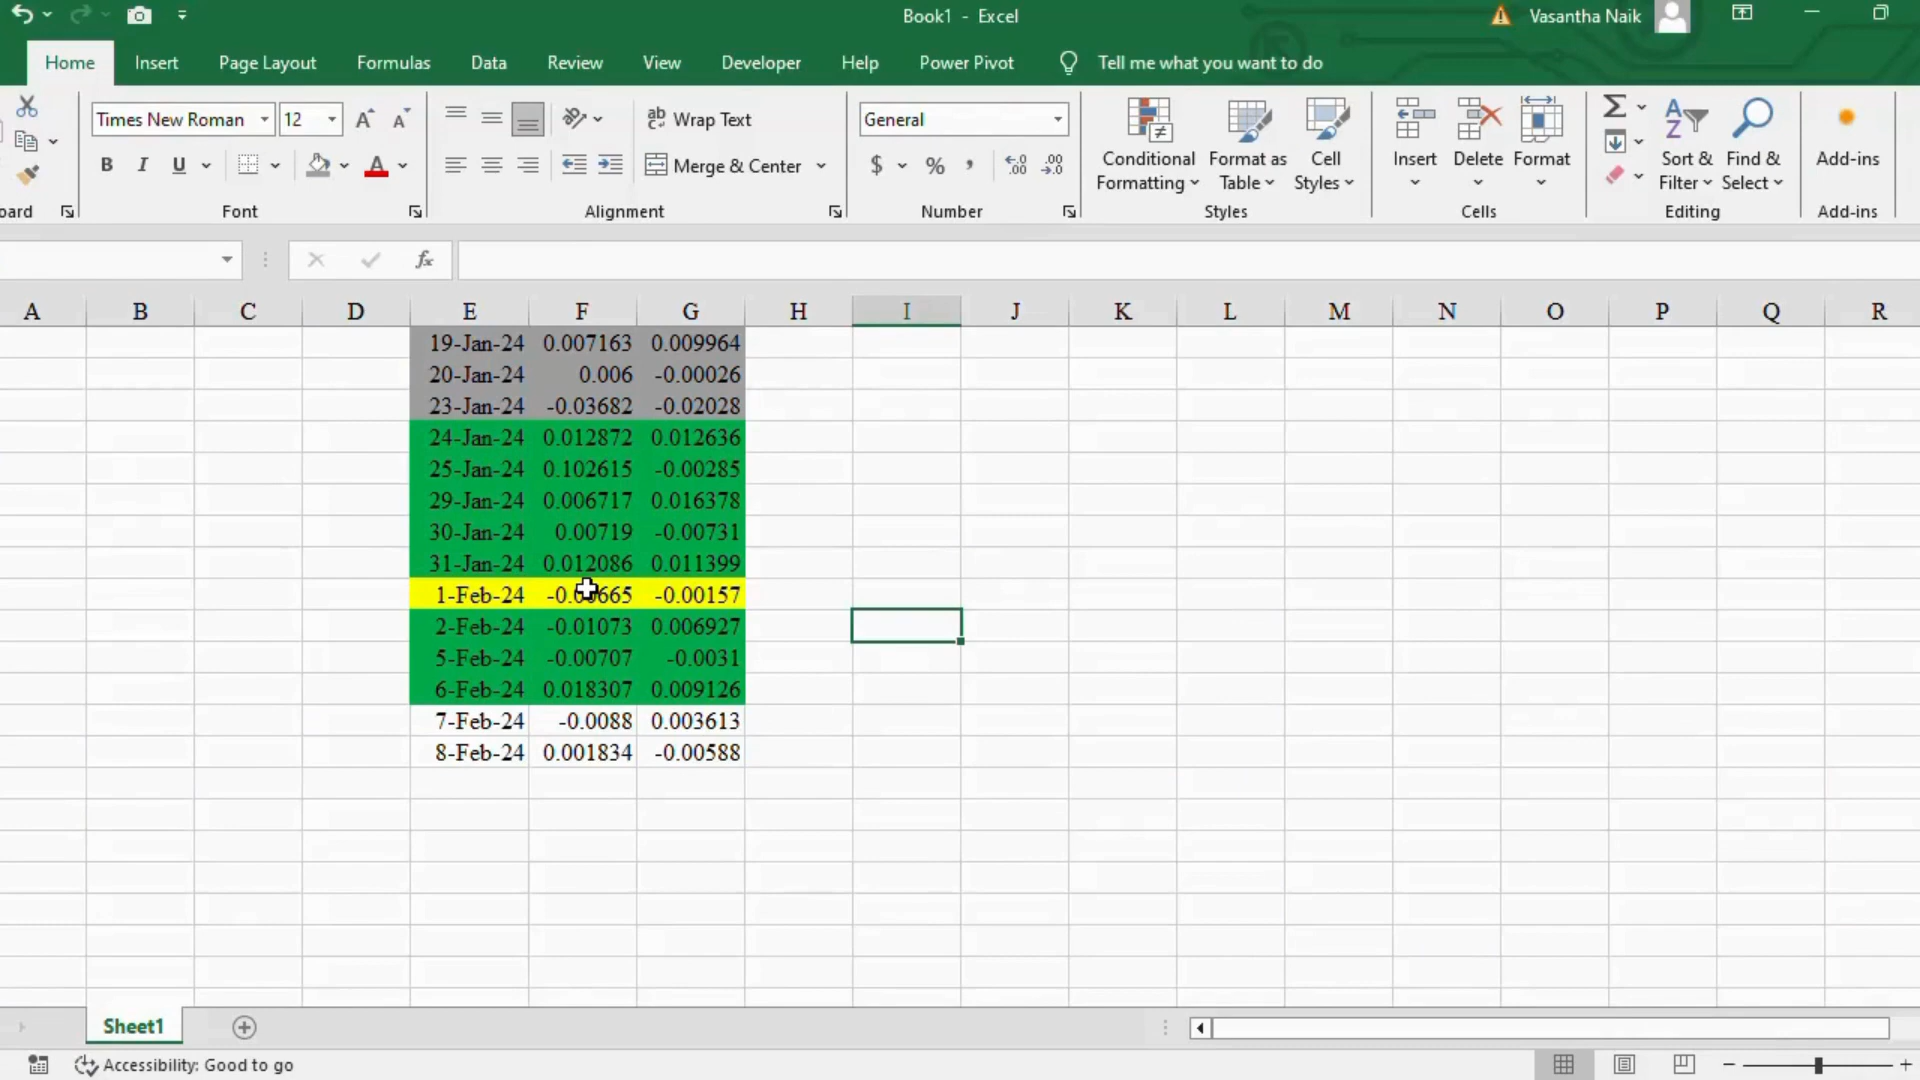 Book1 - Excel
Vasantha Naik
Home Insert Page Layout Formulas Data Review View Developer Help Power Pivot Tell me what you want to do
Times New Roman 12
Wrap Text
General
B I U A
Merge & Center
$ % ,
Conditional Formatting
Format as Table
Cell Styles
Insert
Delete
Format
Sort & Filter
Find & Select
Add-ins
oard Font Alignment Number Styles Cells Editing Add-ins
fx
A B C D E F G H I J K L M N O P Q R
19-Jan-24 0.007163 0.009964
20-Jan-24 0.006 -0.00026
23-Jan-24 -0.03682 -0.02028
24-Jan-24 0.012872 0.012636
25-Jan-24 0.102615 -0.00285
29-Jan-24 0.006717 0.016378
30-Jan-24 0.00719 -0.00731
31-Jan-24 0.012086 0.011399
1-Feb-24 -0.00157
2-Feb-24 -0.01073 0.006927
5-Feb-24 -0.00707 -0.0031
6-Feb-24 0.018307 0.009126
7-Feb-24 -0.0088 0.003613
8-Feb-24 0.001834 -0.00588
Sheet1
Accessibility: Good to go